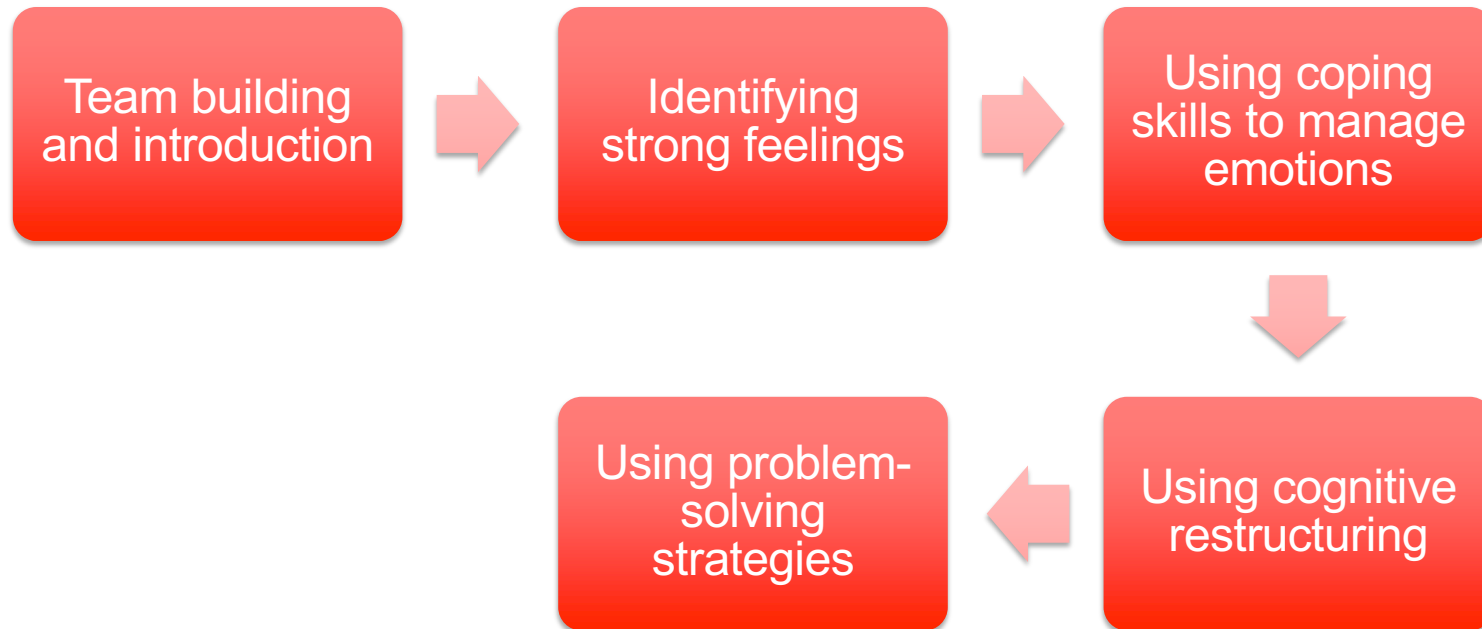 Team building
and introduction
Identifying
strong feelings
Using coping
skills to manage
emotions
Using cognitive
restructuring
Using problem-
solving
strategies